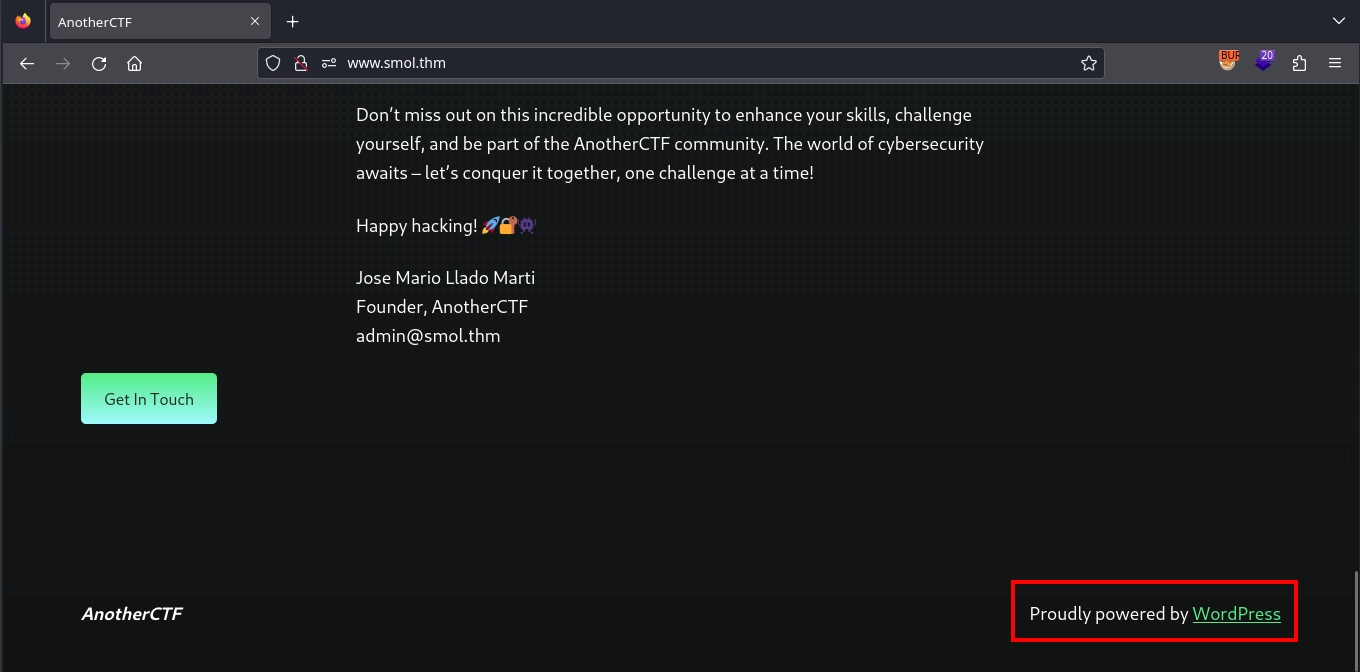 AnotherCTF
www.smol.thm
BUR
20
Don’t miss out on this incredible opportunity to enhance your skills, challenge
yourself, and be part of the AnotherCTF community. The world of cybersecurity
awaits – let’s conquer it together, one challenge at a time!
Happy hacking! 🚀🔐👾
Jose Mario Llado Marti
Founder, AnotherCTF
admin@smol.thm
Get In Touch
AnotherCTF
Proudly powered by WordPress